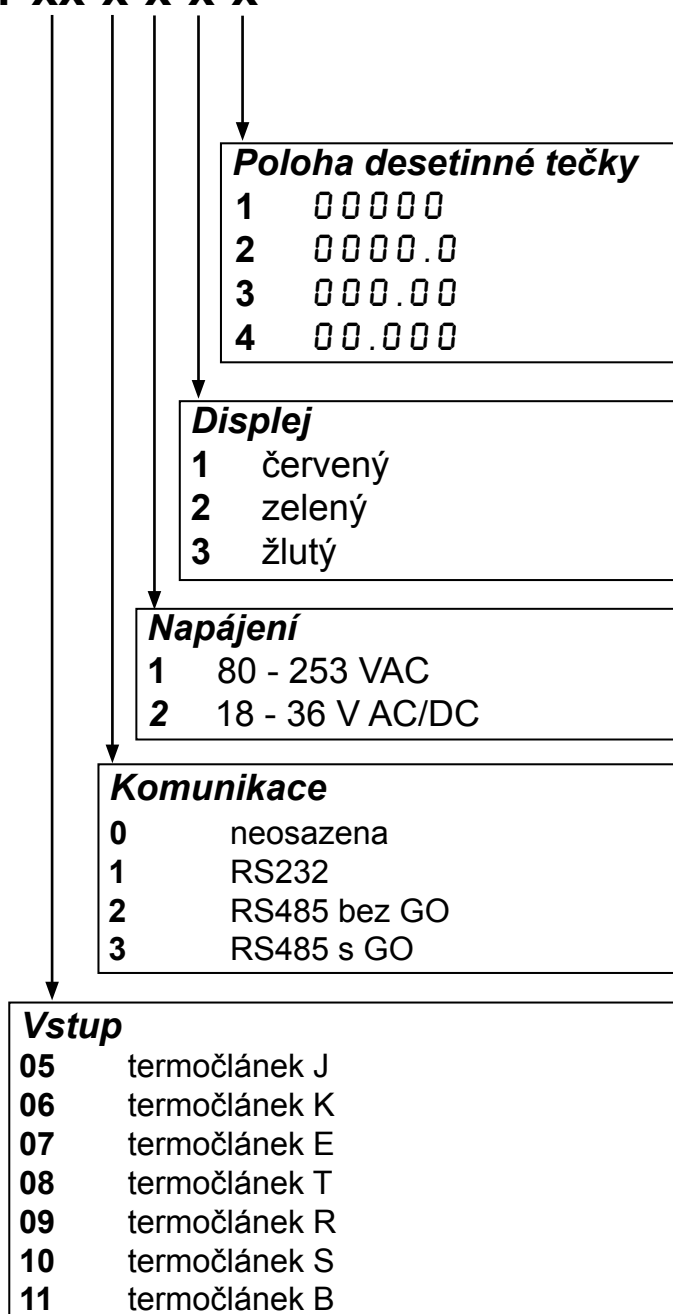 Poloha desetinné tečky
1 00000
2 0000.0
3 000.00
4 00.000
Displej
1 červený
2 zelený
3 žlutý
Napájení
1 80 - 253 VAC
2 18 - 36 V AC/DC
Komunikace
0 neosazena
1 RS232
2 RS485 bez GO
3 RS485 s GO
Vstup
05 termočlánek J
06 termočlánek K
07 termočlánek E
08 termočlánek T
09 termočlánek R
10 termočlánek S
11 termočlánek B